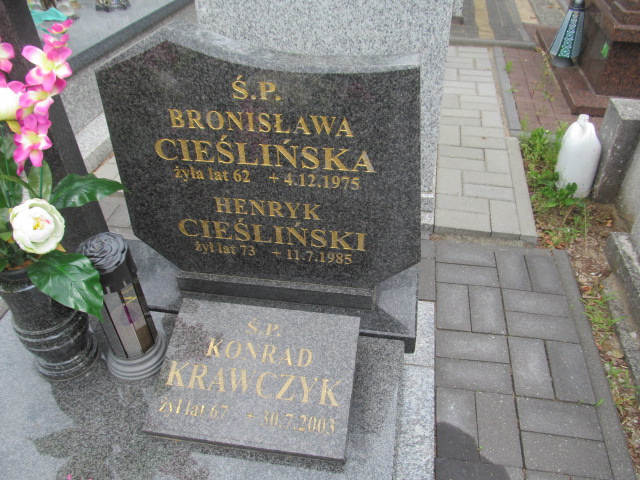 Ś.P.
BRONISŁAWA
CIEŚLIŃSKA
żyła lat 62 + 4.12.1975
HENRYK
CIEŚLIŃSKI
żył lat 73 + 11.7.1985
Ś.P.
KONRAD
KRAWCZYK
żył lat 67 + 30.7.2003